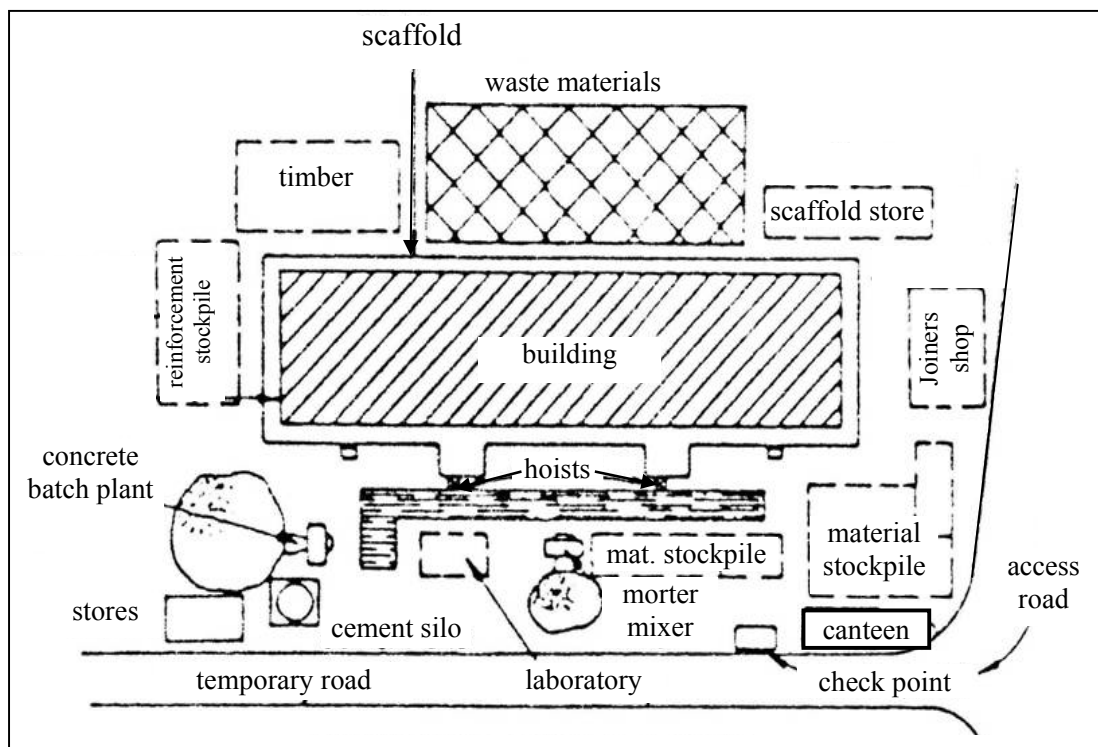 scaffold
waste materials
timber
scaffold store
reinforcement
stockpile
building
Joiners
shop
concrete
batch plant
hoists
mat. stockpile
material
stockpile
access
road
stores
cement silo
morter
mixer
canteen
temporary road
laboratory
check point